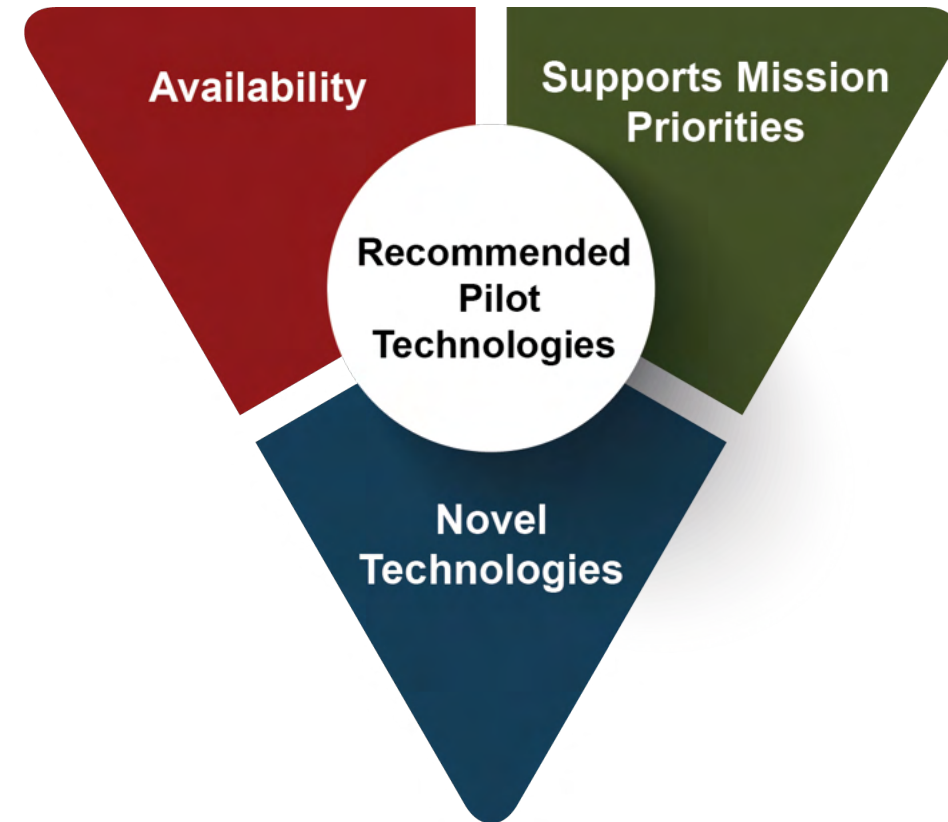 Availability
Supports Mission
Priorities
Recommended
Pilot
Technologies
Novel
Technologies